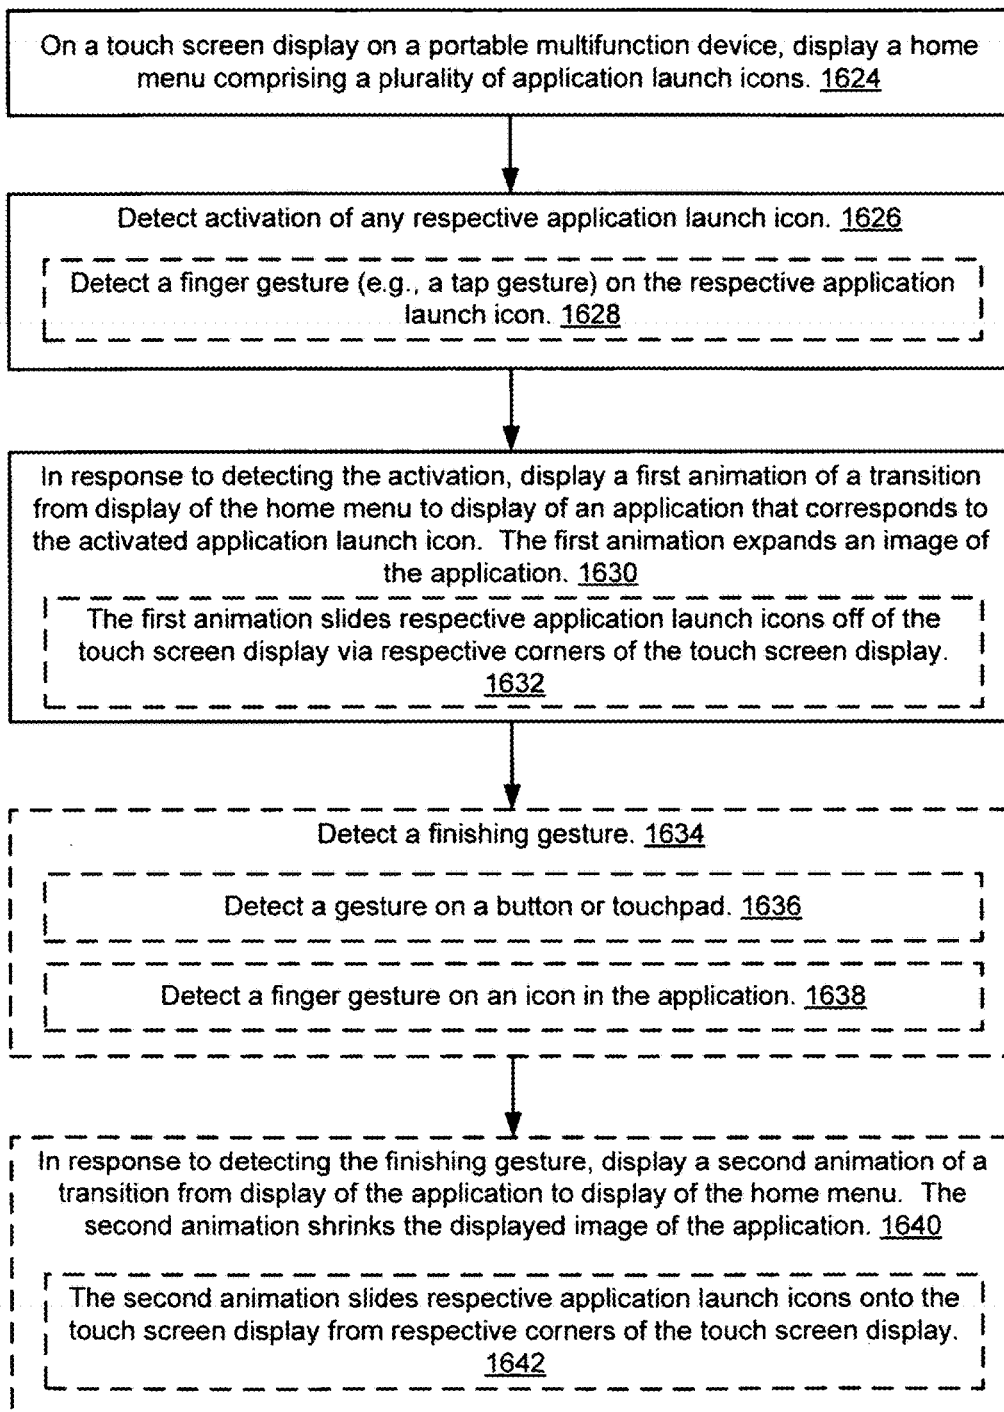 On a touch screen display on a portable multifunction device, display a home
menu comprising a plurality of application launch icons. 1624
Detect activation of any respective application launch icon. 1626
Detect a finger gesture (e.g., a tap gesture) on the respective application
launch icon. 1628
In response to detecting the activation, display a first animation of a transition
from display of the home menu to display of an application that corresponds to
the activated application launch icon. The first animation expands an image of
the application. 1630
The first animation slides respective application launch icons off of the
touch screen display via respective corners of the touch screen display.
1632
Detect a finishing gesture. 1634
Detect a gesture on a button or touchpad. 1636
Detect a finger gesture on an icon in the application. 1638
In response to detecting the finishing gesture, display a second animation of a
transition from display of the application to display of the home menu. The
second animation shrinks the displayed image of the application. 1640
The second animation slides respective application launch icons onto the
touch screen display from respective corners of the touch screen display.
1642